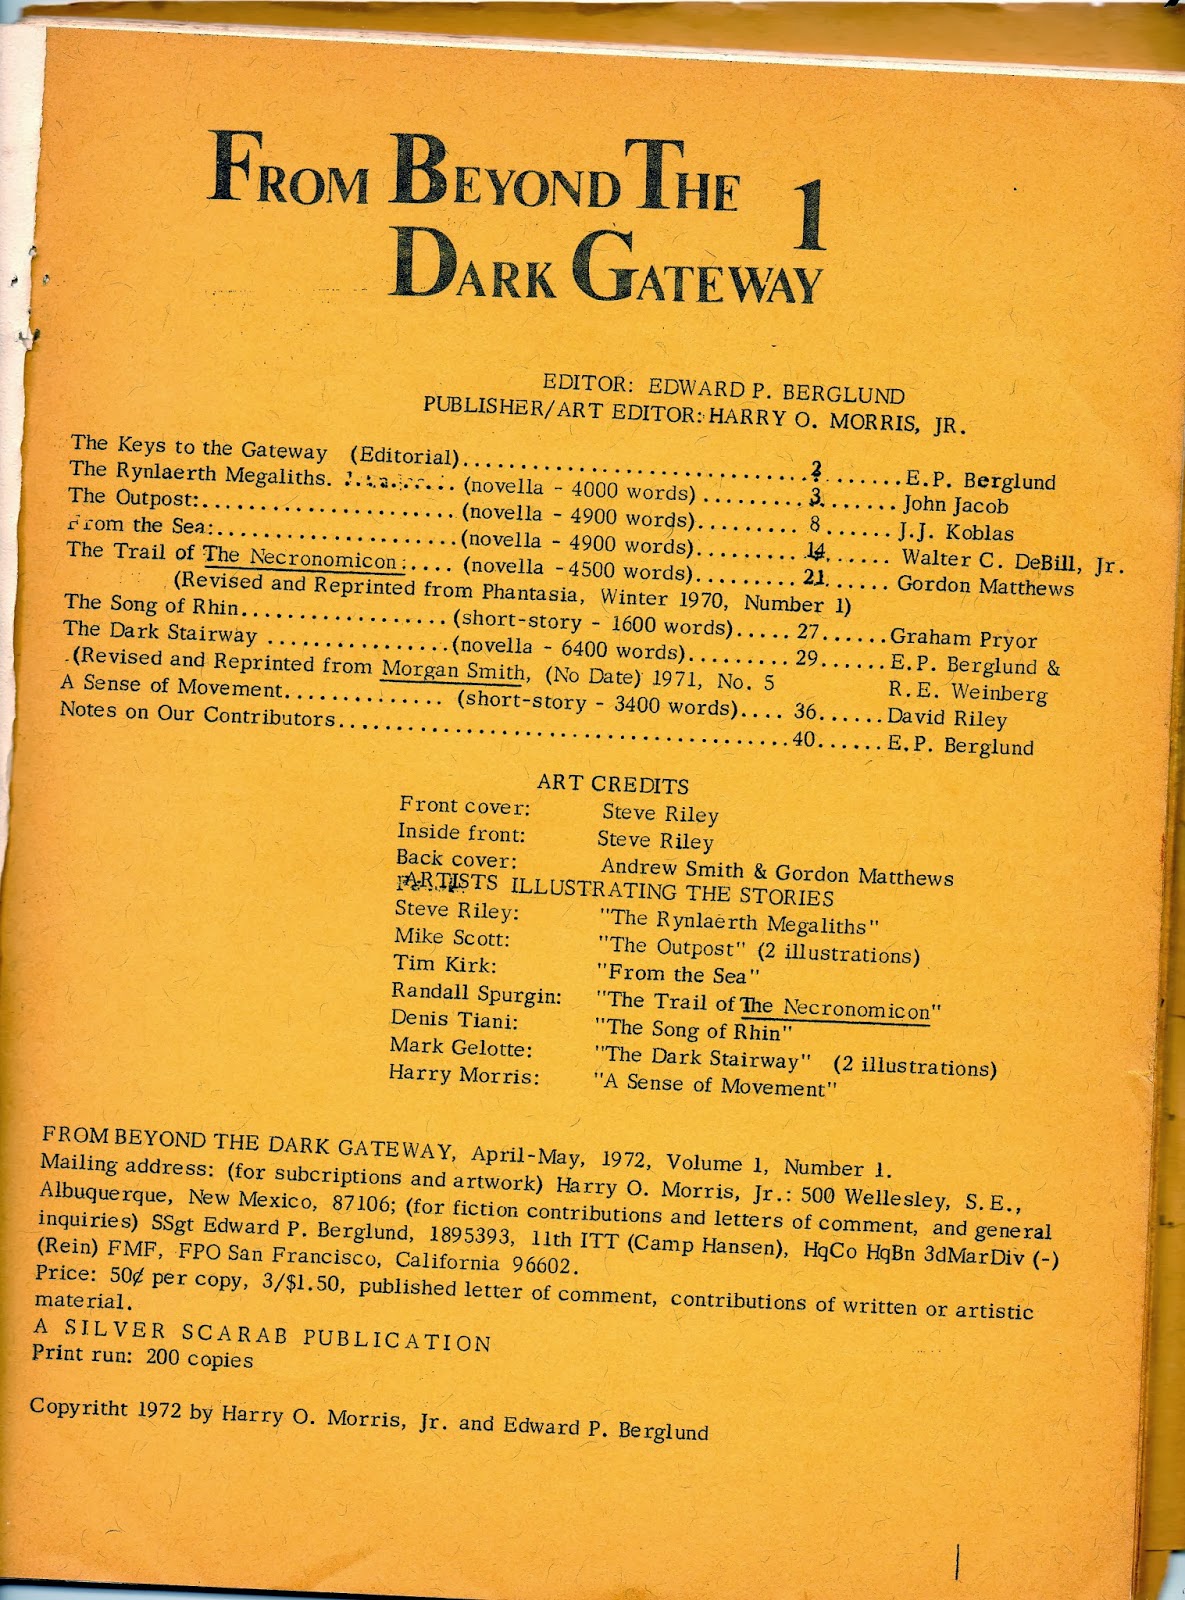 FROM BEYOND THE 1
DARK GATEWAY
EDITOR: EDWARD P. BERGLUND
PUBLISHER/ART EDITOR: HARRY O. MORRIS, JR.
The Keys to the Gateway (Editorial)........................2.......E.P. Berglund
The Rynlaerth Megaliths. ......... (novella - 4000 words) .........3.......John Jacob
The Outpost:......................(novella - 4900 words)......... 8 ......J.J. Koblas
From the Sea:.....................(novella - 4900 words).........14...... Walter C. DeBill, Jr.
The Trail of The Necronomicon:.... (novella -4500 words).........21......Gordon Matthews
(Revised and Reprinted from Phantasia, Winter 1970, Number 1)
The Song of Rhin..................(short-story - 1600 words).....27......Graham Pryor
The Dark Stairway ................(novella - 6400 words).........29......E.P. Berglund &
(Revised and Reprinted from Morgan Smith, (No Date) 1971, No. 5 R.E. Weinberg
A Sense of Movement.............. (short-story - 3400 words)....36......David Riley
Notes on Our Contributors........................................40......E.P. Berglund
ART CREDITS
Front cover: Steve Riley
Inside front: Steve Riley
Back cover: Andrew Smith & Gordon Matthews
ARTISTS ILLUSTRATING THE STORIES
Steve Riley: "The Rynlaerth Megaliths"
Mike Scott: "The Outpost" (2 illustrations)
Tim Kirk: "From the Sea"
Randall Spurgin: "The Trail of The Necronomicon"
Denis Tiani: "The Song of Rhin"
Mark Gelotte: "The Dark Stairway" (2 illustrations)
Harry Morris: "A Sense of Movement"
FROM BEYOND THE DARK GATEWAY, April-May, 1972, Volume 1, Number 1.
Mailing address: (for subcriptions and artwork) Harry O. Morris, Jr.: 500 Wellesley, S.E.,
Albuquerque, New Mexico, 87106; (for fiction contributions and letters of comment, and general
inquiries) SSgt Edward P. Berglund, 1895393, 11th ITT (Camp Hansen), HqCo HqBn 3dMarDiv (-)
(Rein) FMF, FPO San Francisco, California 96602.
Price: 50¢ per copy, 3/$1.50, published letter of comment, contributions of written or artistic
material.
A SILVER SCARAB PUBLICATION
Print run: 200 copies
Copyritht 1972 by Harry O. Morris, Jr. and Edward P. Berglund